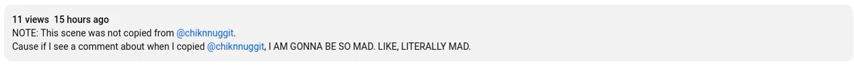 11 views  15 hours ago
NOTE: This scene was not copied from @chiknnuggit.
Cause if I see a comment about when I copied @chiknnuggit, I AM GONNA BE SO MAD. LIKE, LITERALLY MAD.